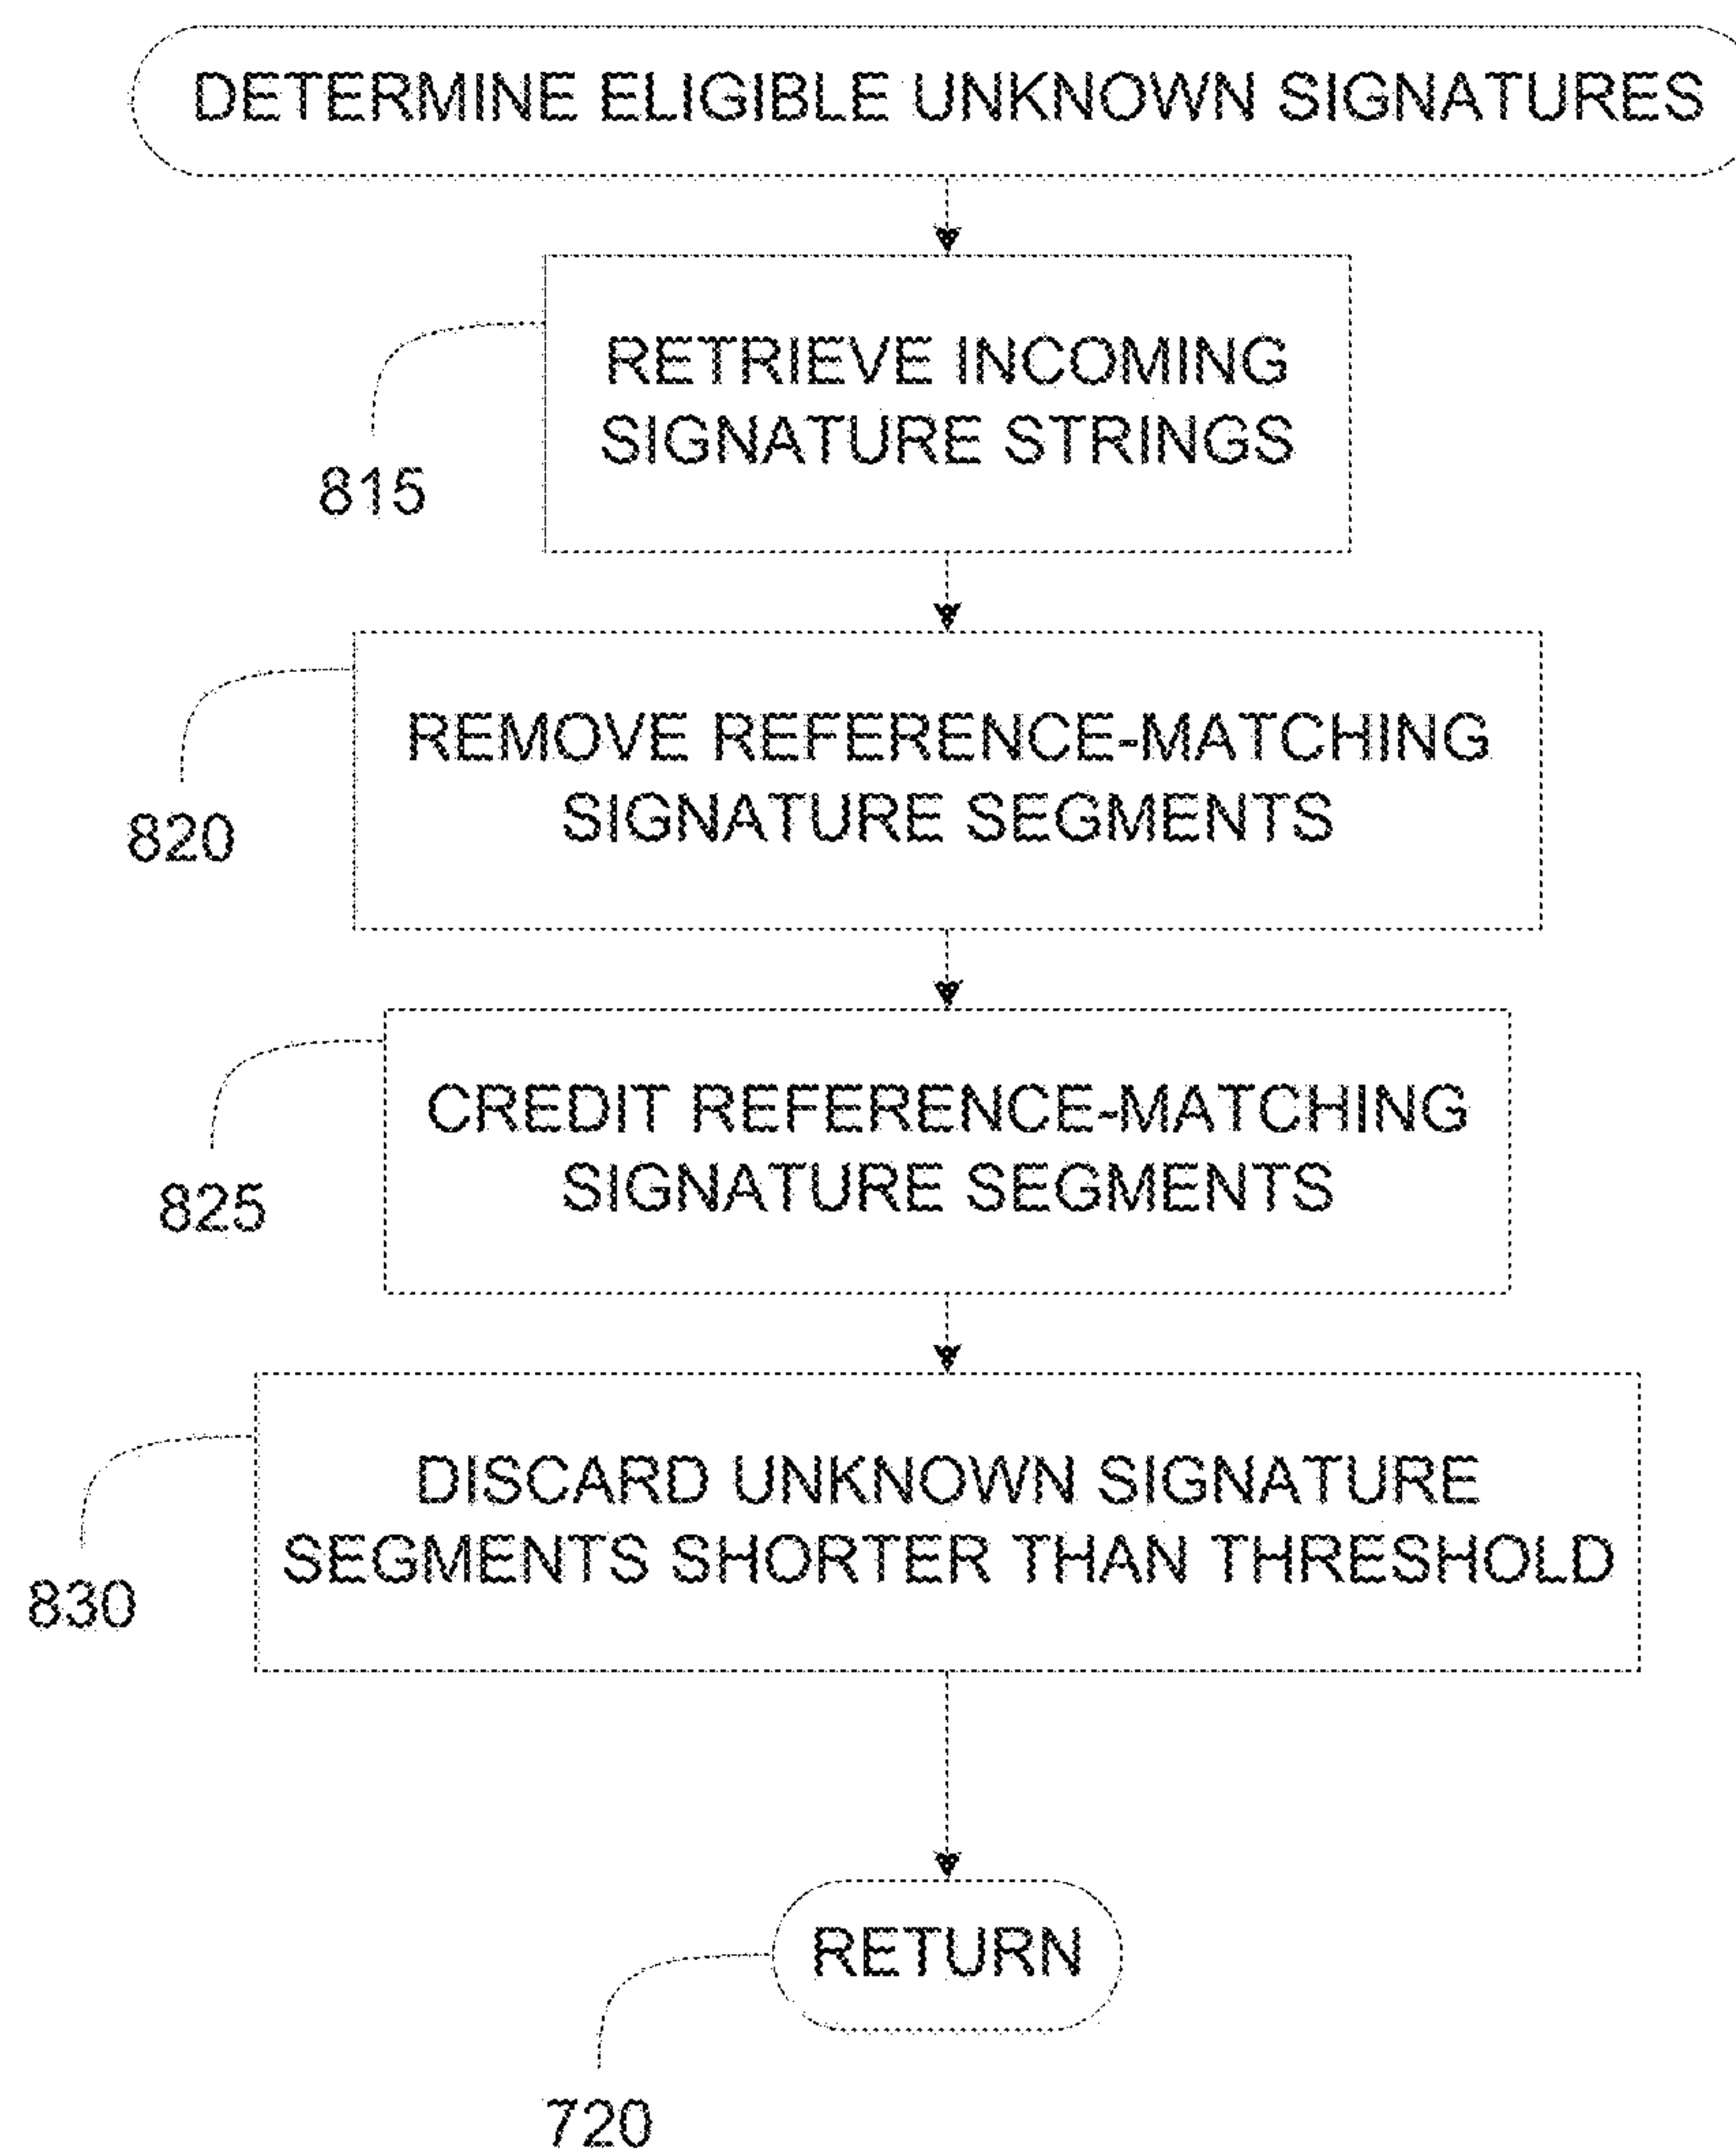 DETERMINE ELIGIBLE UNKNOWN SIGNATURES
RETRIEVE INCOMING
SIGNATURE STRINGS
815
REMOVE REFERENCE-MATCHING
SIGNATURE SEGMENTS
820
CREDIT REFERENCE-MATCHING
SIGNATURE SEGMENTS
825
DISCARD UNKNOWN SIGNATURE
SEGMENTS SHORTER THAN THRESHOLD
830
RETURN
720